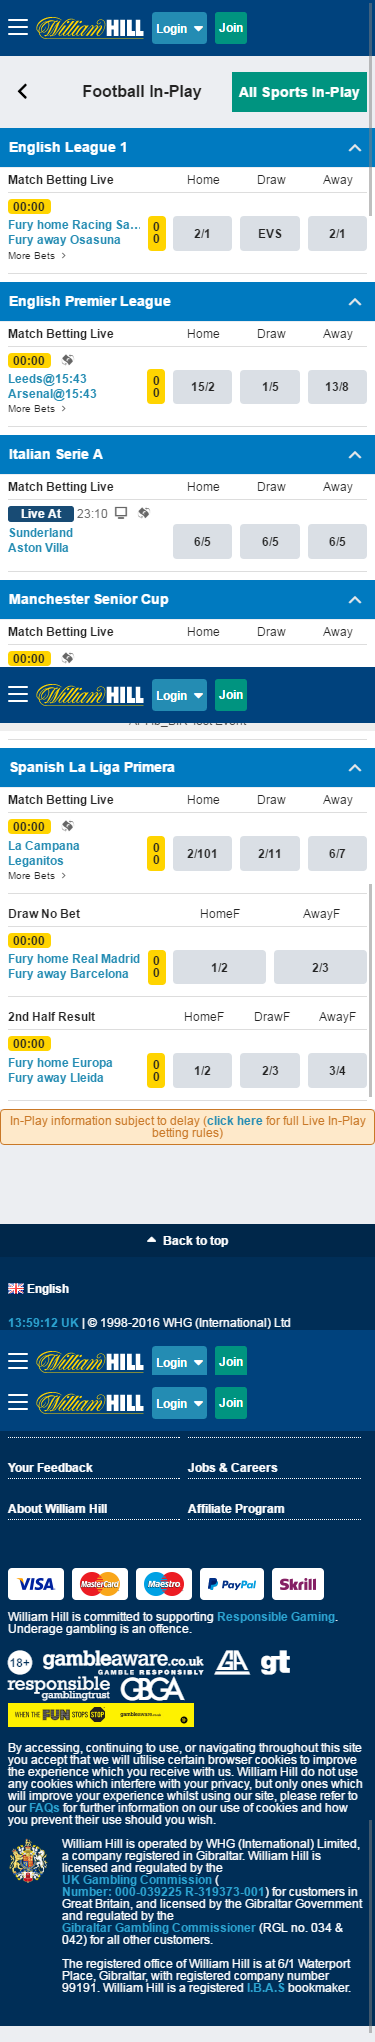 William HILL Login Join
Football In-Play All Sports In-Play
English League 1
Match Betting Live Home Draw Away
00:00
Fury home Racing Sa...
Fury away Osasuna
0
0
2/1 EVS 2/1
More Bets
English Premier League
Match Betting Live Home Draw Away
00:00
Leeds@15:43
Arsenal@15:43
0
0
15/2 1/5 13/8
More Bets
Italian Serie A
Match Betting Live Home Draw Away
Live At 23:10
Sunderland
Aston Villa
6/5 6/5 6/5
Manchester Senior Cup
Match Betting Live Home Draw Away
00:00
William HILL Login Join
Spanish La Liga Primera
Match Betting Live Home Draw Away
00:00
La Campana
Leganitos
0
0
2/101 2/11 6/7
More Bets
Draw No Bet HomeF AwayF
00:00
Fury home Real Madrid
Fury away Barcelona
0
0
1/2 2/3
2nd Half Result HomeF DrawF AwayF
00:00
Fury home Europa
Fury away Lleida
0
0
1/2 2/3 3/4
In-Play information subject to delay (click here for full Live In-Play
betting rules)
Back to top
English
13:59:12 UK | © 1998-2016 WHG (International) Ltd
William HILL Login Join
William HILL Login Join
Your Feedback Jobs & Careers
About William Hill Affiliate Program
VISA MasterCard Maestro PayPal Skrill
William Hill is committed to supporting Responsible Gaming.
Underage gambling is an offence.
18+ gambleaware.co.uk
GAMBLE RESPONSIBLY
gt
responsible
gamblingtrust
GBGA
WHEN THE FUN STOPS STOP gambleaware.co.uk
By accessing, continuing to use, or navigating throughout this site
you accept that we will utilise certain browser cookies to improve
the experience which you receive with us. William Hill do not use
any cookies which interfere with your privacy, but only ones which
will improve your experience whilst using our site, please refer to
our FAQs for further information on our use of cookies and how
you prevent their use should you wish.
William Hill is operated by WHG (International) Limited,
a company registered in Gibraltar. William Hill is
licensed and regulated by the
UK Gambling Commission (
Number: 000-039225 R-319373-001) for customers in
Great Britain, and licensed by the Gibraltar Government
and regulated by the
Gibraltar Gambling Commissioner (RGL no. 034 &
042) for all other customers.
The registered office of William Hill is at 6/1 Waterport
Place, Gibraltar, with registered company number
99191. William Hill is a registered I.B.A.S bookmaker.